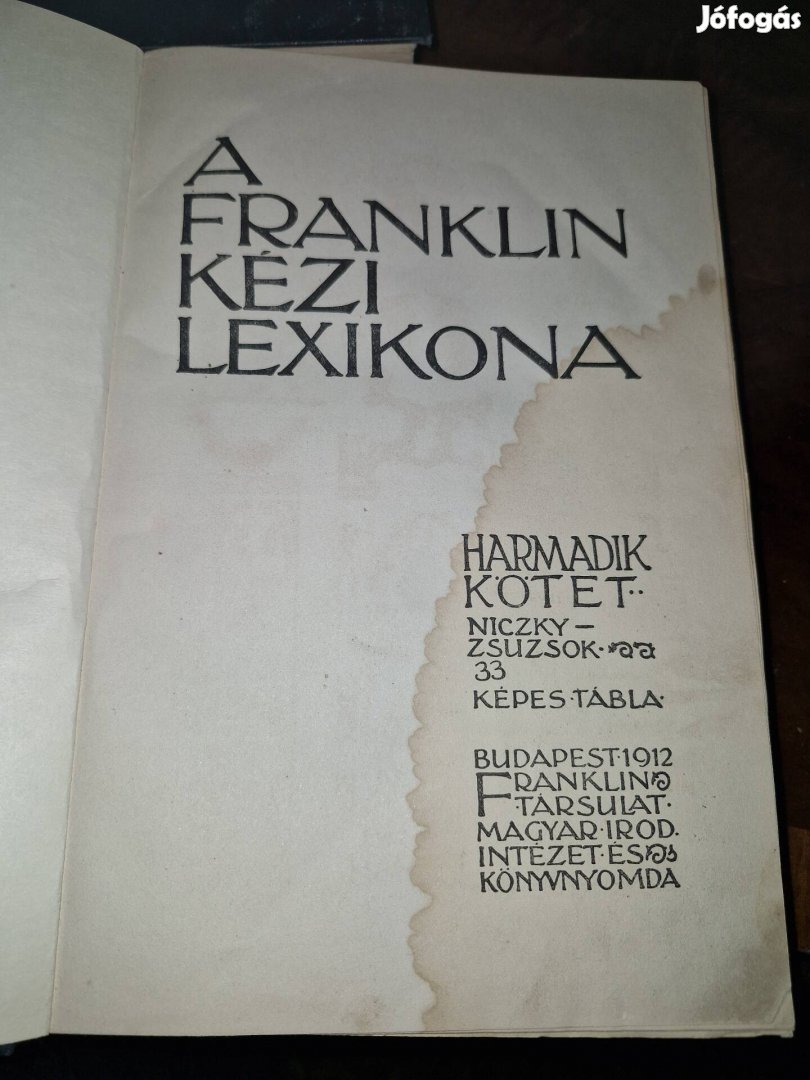 Jófogás
A
FRANKLIN
KÉZI
LEXIKONA
HARMADIK
KÖTET··
NICZKY—
ZSUZSOK·
33
KÉPES·TÁBLA·
BUDAPEST·1912
FRANKLIN
·TÁRSULAT·
MAGYAR·IROD.
INTÉZET·ÉS
KÖNYVNYOMDA